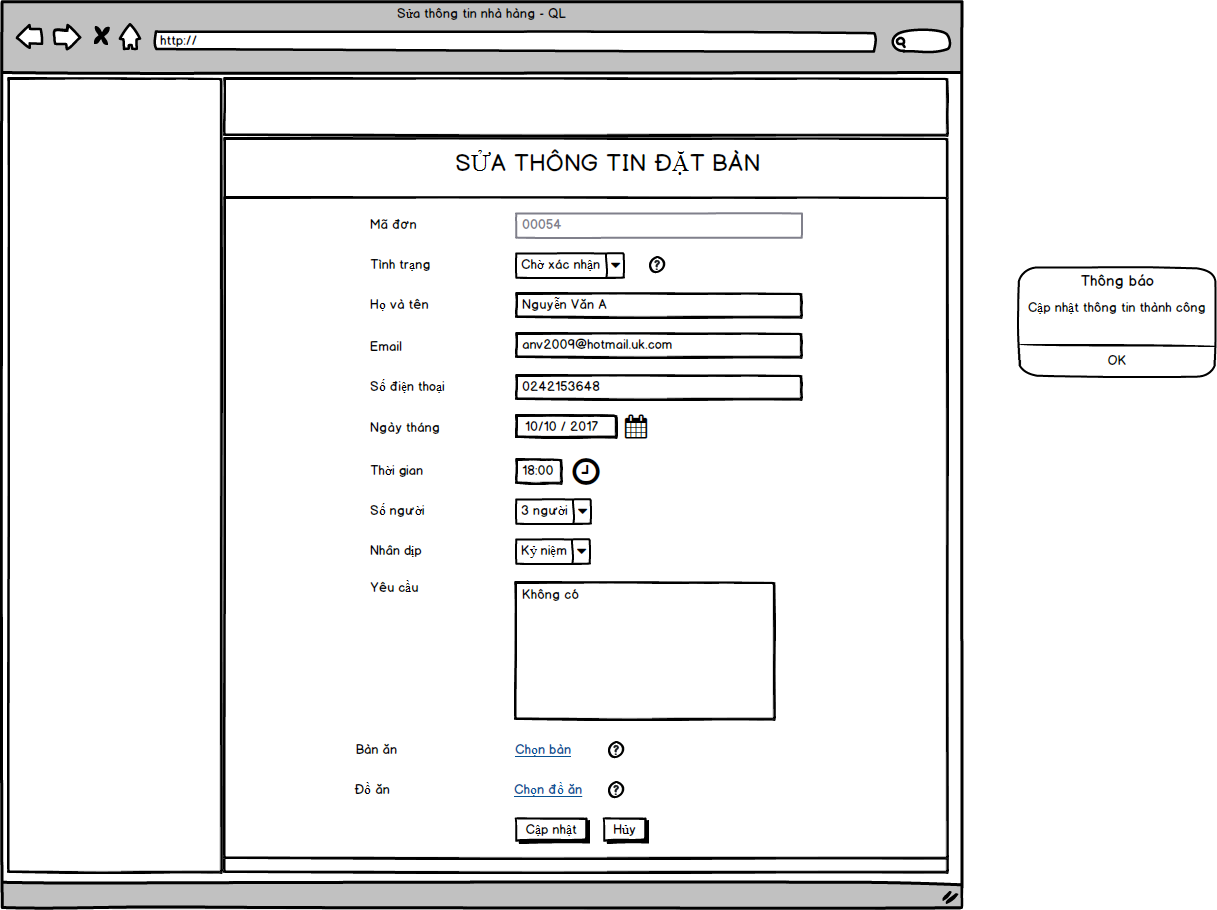 Sửa thông tin nhà hàng - QL
http://
SỬA THÔNG TIN ĐẶT BÀN
Mã đơn 00054
Tình trạng Chờ xác nhận
Họ và tên Nguyễn Văn A
Email anv2009@hotmail.uk.com
Số điện thoại 0242153648
Ngày tháng 10/10 / 2017
Thời gian 18:00
Số người 3 người
Nhân dịp Kỷ niệm
Yêu cầu Không có
Bàn ăn Chọn bàn
Đồ ăn Chọn đồ ăn
Cập nhật Hủy
Thông báo
Cập nhật thông tin thành công
OK